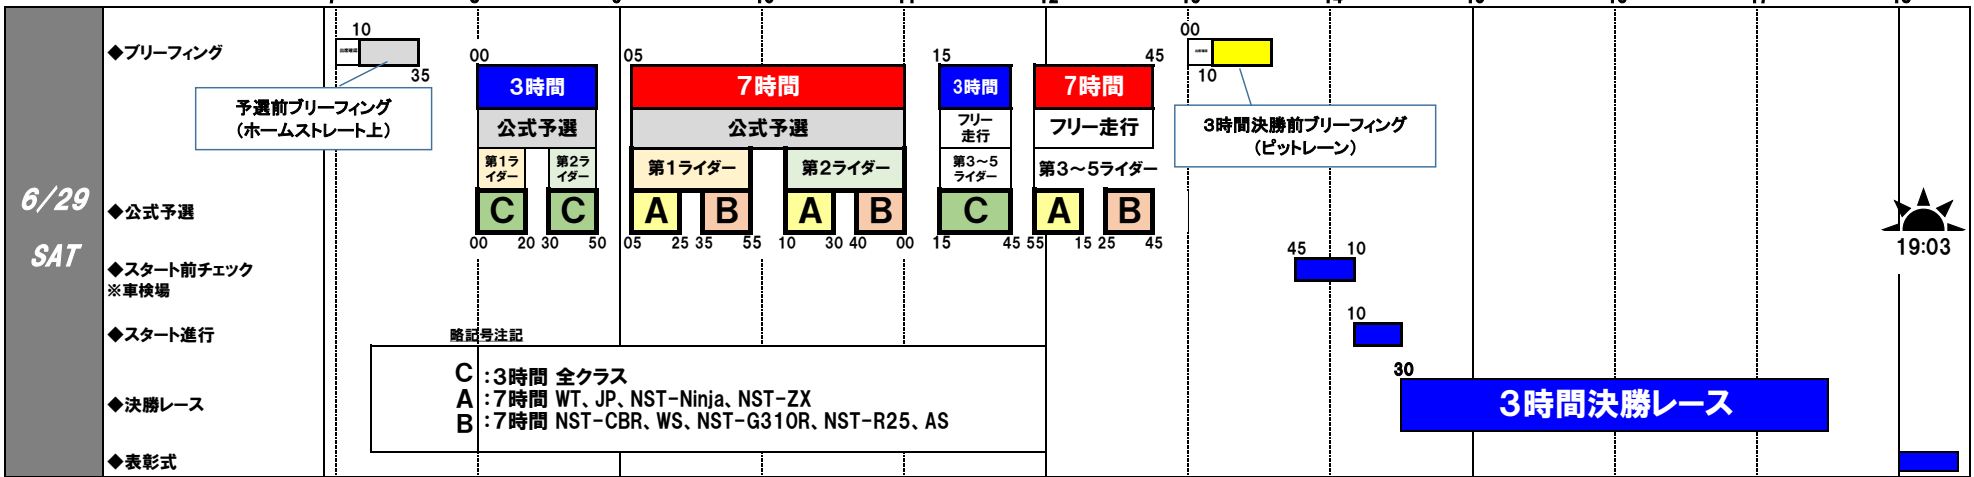 10
00
◆ブリーフィング
00
05
15
45
35
10
3時間
7時間
3時間
7時間
予選前ブリーフィング
(ホームストレート上)
公式予選
公式予選
フリー
走行
フリー走行
3時間決勝前ブリーフィング
(ピットレーン)
第1ラ
イダー
第2ラ
イダー
第1ライダー
第2ライダー
第3~5
ライダー
第3~5ライダー
6/29
SAT
◆公式予選
C C A B A B C A B
00 20 30 50 05 25 35 55 10 30 40 00 15 45 55 15 25 45
19:03
45 10
◆スタート前チェック
※車検場
10
◆スタート進行
略記号注記
30
C :3時間 全クラス
A :7時間 WT、JP、NST-Ninja、NST-ZX
B :7時間 NST-CBR、WS、NST-G310R、NST-R25、AS
◆決勝レース
3時間決勝レース
◆表彰式